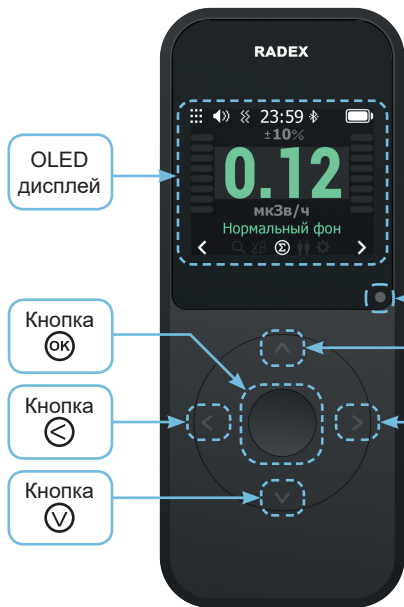 RADEX
23:59
±10%
0.12
мкЗв/ч
Нормальный фон
OLED
дисплей
Кнопка
OK
Кнопка
Кнопка